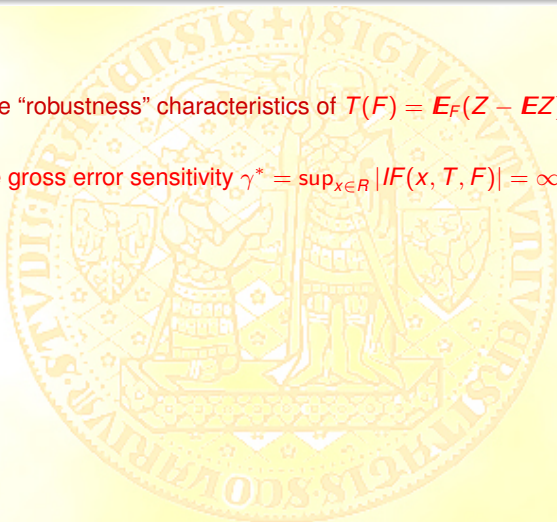 e “robustness” characteristics of T(F) = E_F(Z − EZ)
gross error sensitivity γ* = sup_{x∈R} |IF(x, T, F)| = ∞